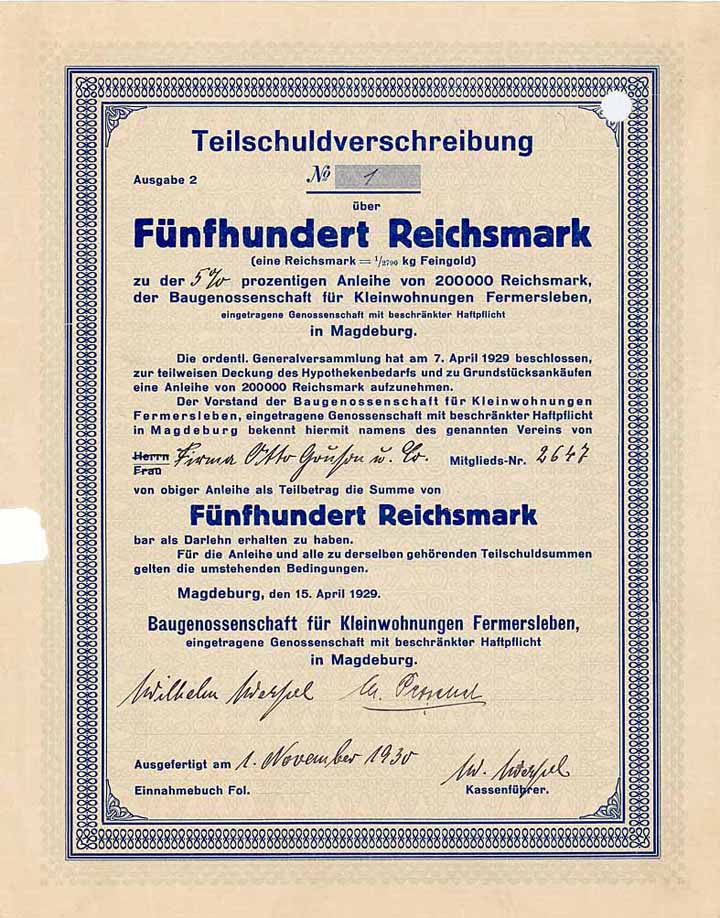 Teilschuldverschreibung
Ausgabe 2 No 1
über
Fünfhundert Reichsmark
(eine Reichsmark = 1/2790 kg Feingold)
zu der 5% prozentigen Anleihe von 200000 Reichsmark,
der Baugenossenschaft für Kleinwohnungen Fermersleben,
eingetragene Genossenschaft mit beschränkter Haftpflicht
in Magdeburg.
Die ordentl. Generalversammlung hat am 7. April 1929 beschlossen,
zur teilweisen Deckung des Hypothekenbedarfs und zu Grundstücksankäufen
eine Anleihe von 200000 Reichsmark aufzunehmen.
Der Vorstand der Baugenossenschaft für Kleinwohnungen
Fermersleben, eingetragene Genossenschaft mit beschränkter Haftpflicht
in Magdeburg bekennt hiermit namens des genannten Vereins von
Herrn
Frau Firma Otto Gruson u. Co. Mitglieds-Nr. 2647
von obiger Anleihe als Teilbetrag die Summe von
Fünfhundert Reichsmark
bar als Darlehn erhalten zu haben.
Für die Anleihe und alle zu derselben gehörenden Teilschuldsummen
gelten die umstehenden Bedingungen.
Magdeburg, den 15. April 1929.
Baugenossenschaft für Kleinwohnungen Fermersleben,
eingetragene Genossenschaft mit beschränkter Haftpflicht
in Magdeburg.
Wilhelm
Ausgefertigt am 1. November 1930 W.
Einnahmebuch Fol. Kassenführer.